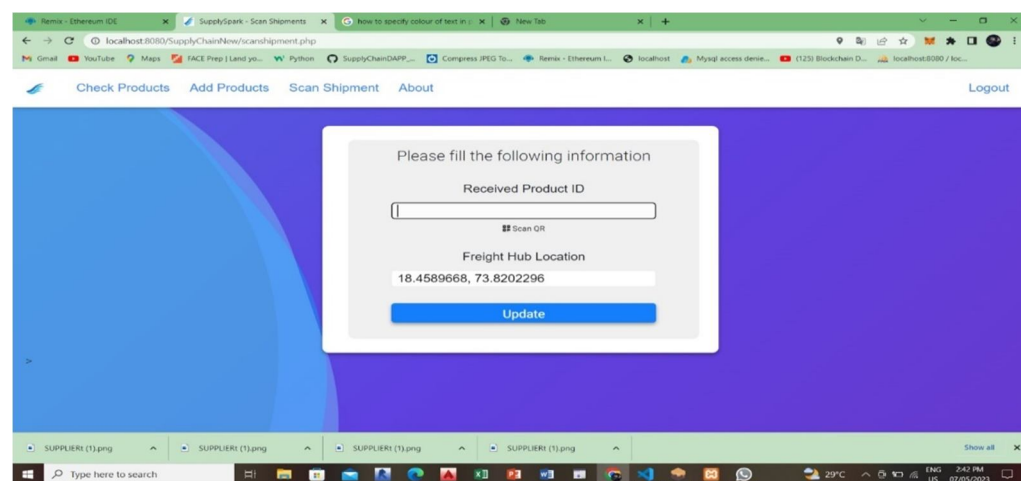 Remix - Ethereum IDE
SupplySpark - Scan Shipments
how to specify colour of text in p
New Tab
localhost:8080/SupplyChainNew/scanshipment.php
Gmail
YouTube
Maps
FACE Prep | Land yo...
Python
SupplyChainDAPP_...
Compress JPEG To...
Remix - Ethereum I...
localhost
Mysql access denie...
(123) Blockchain D...
localhost:8080 / loc...
Check Products
Add Products
Scan Shipment
About
Logout
Please fill the following information
Received Product ID
Scan QR
Freight Hub Location
18.4589668, 73.8202296
Update
>
SUPPLIERt (1).png
SUPPLIERt (1).png
SUPPLIERt (1).png
SUPPLIERt (1).png
Show all
Type here to search
29°C
ENG
US
2:42 PM
07/05/2023